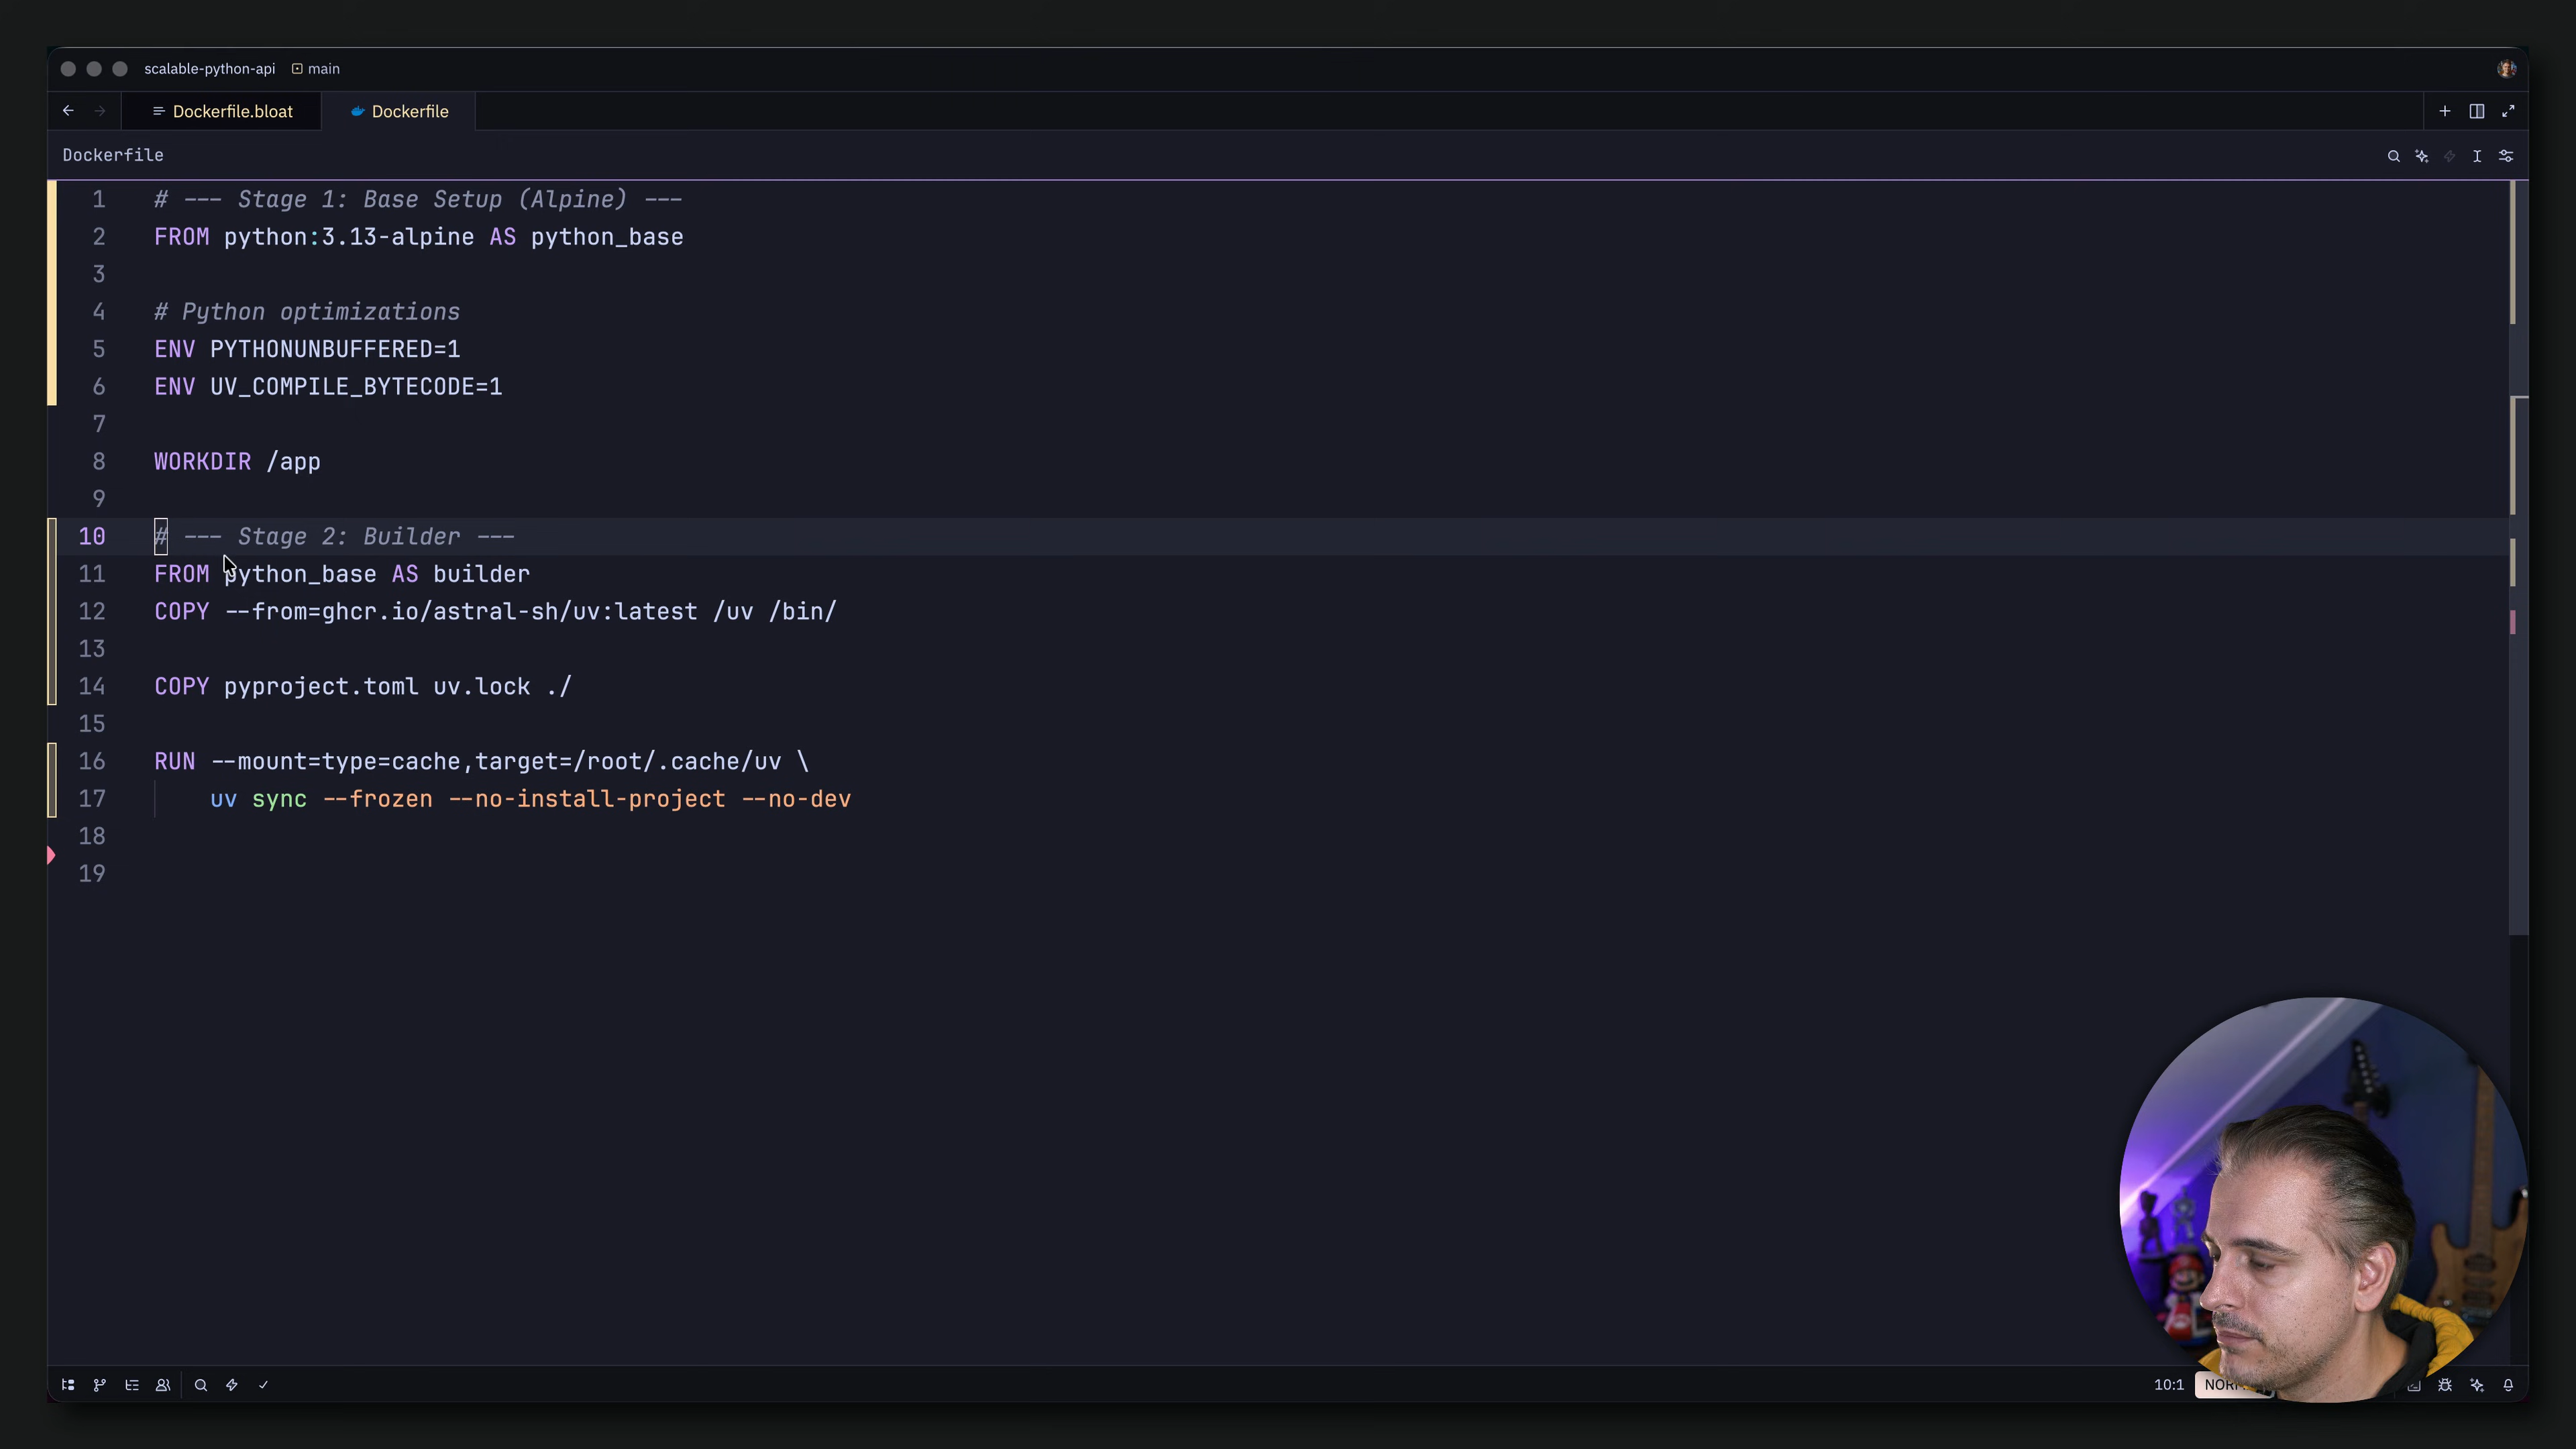 scalable-python-api main
Dockerfile.bloat Dockerfile
Dockerfile
1 # --- Stage 1: Base Setup (Alpine) ---
2 FROM python:3.13-alpine AS python_base
3
4 # Python optimizations
5 ENV PYTHONUNBUFFERED=1
6 ENV UV_COMPILE_BYTECODE=1
7
8 WORKDIR /app
9
10 # --- Stage 2: Builder ---
11 FROM python_base AS builder
12 COPY --from=ghcr.io/astral-sh/uv:latest /uv /bin/
13
14 COPY pyproject.toml uv.lock ./
15
16 RUN --mount=type=cache,target=/root/.cache/uv \
17 uv sync --frozen --no-install-project --no-dev
18
19
10:1